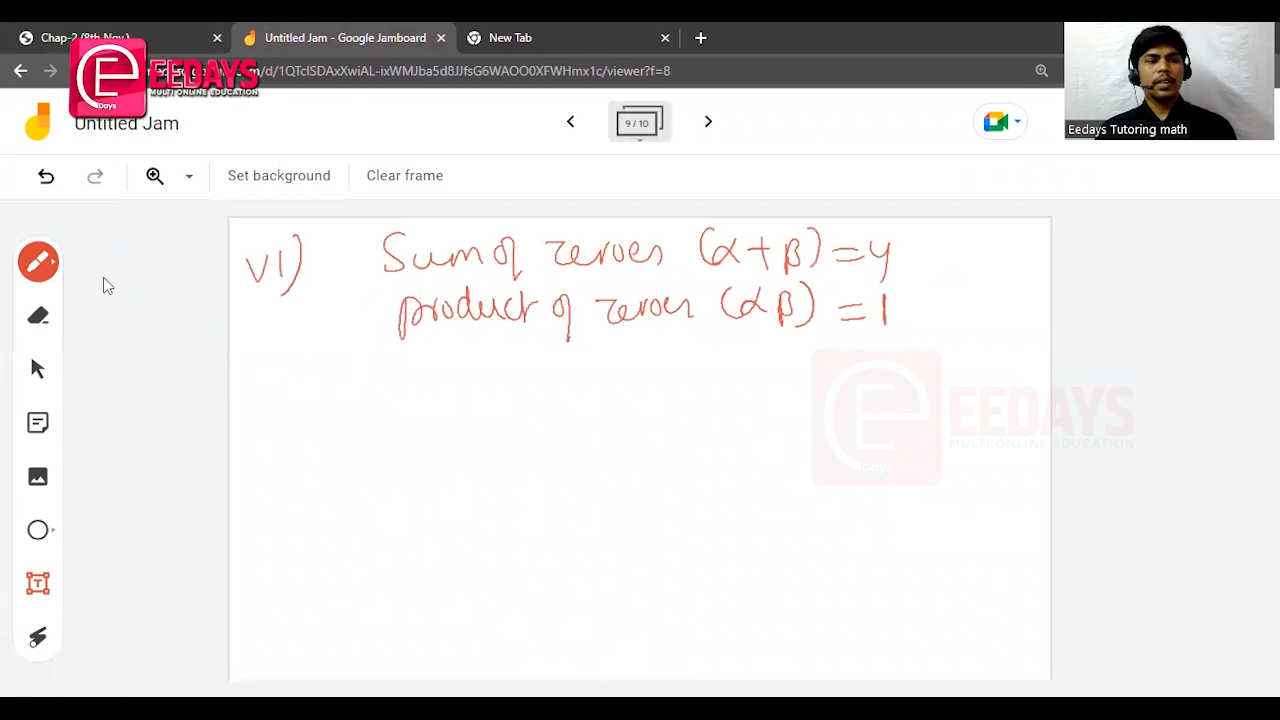 Chap-2 (8th Nov)
Untitled Jam - Google Jamboard
New Tab
/d/1QTcISDAxXwiAL-ixWMJba5d8JJfsG6WAOO0XFWHmx1c/viewer?f=8
EEDAYS
MULTI ONLINE EDUCATION
Days
Untitled Jam
9 / 10
Eedays Tutoring math
Set background
Clear frame
VI) Sum of zeroes (α+β) = 4
product of zeroes (αβ) = 1
EEDAYS
MULTI ONLINE EDUCATION
Days